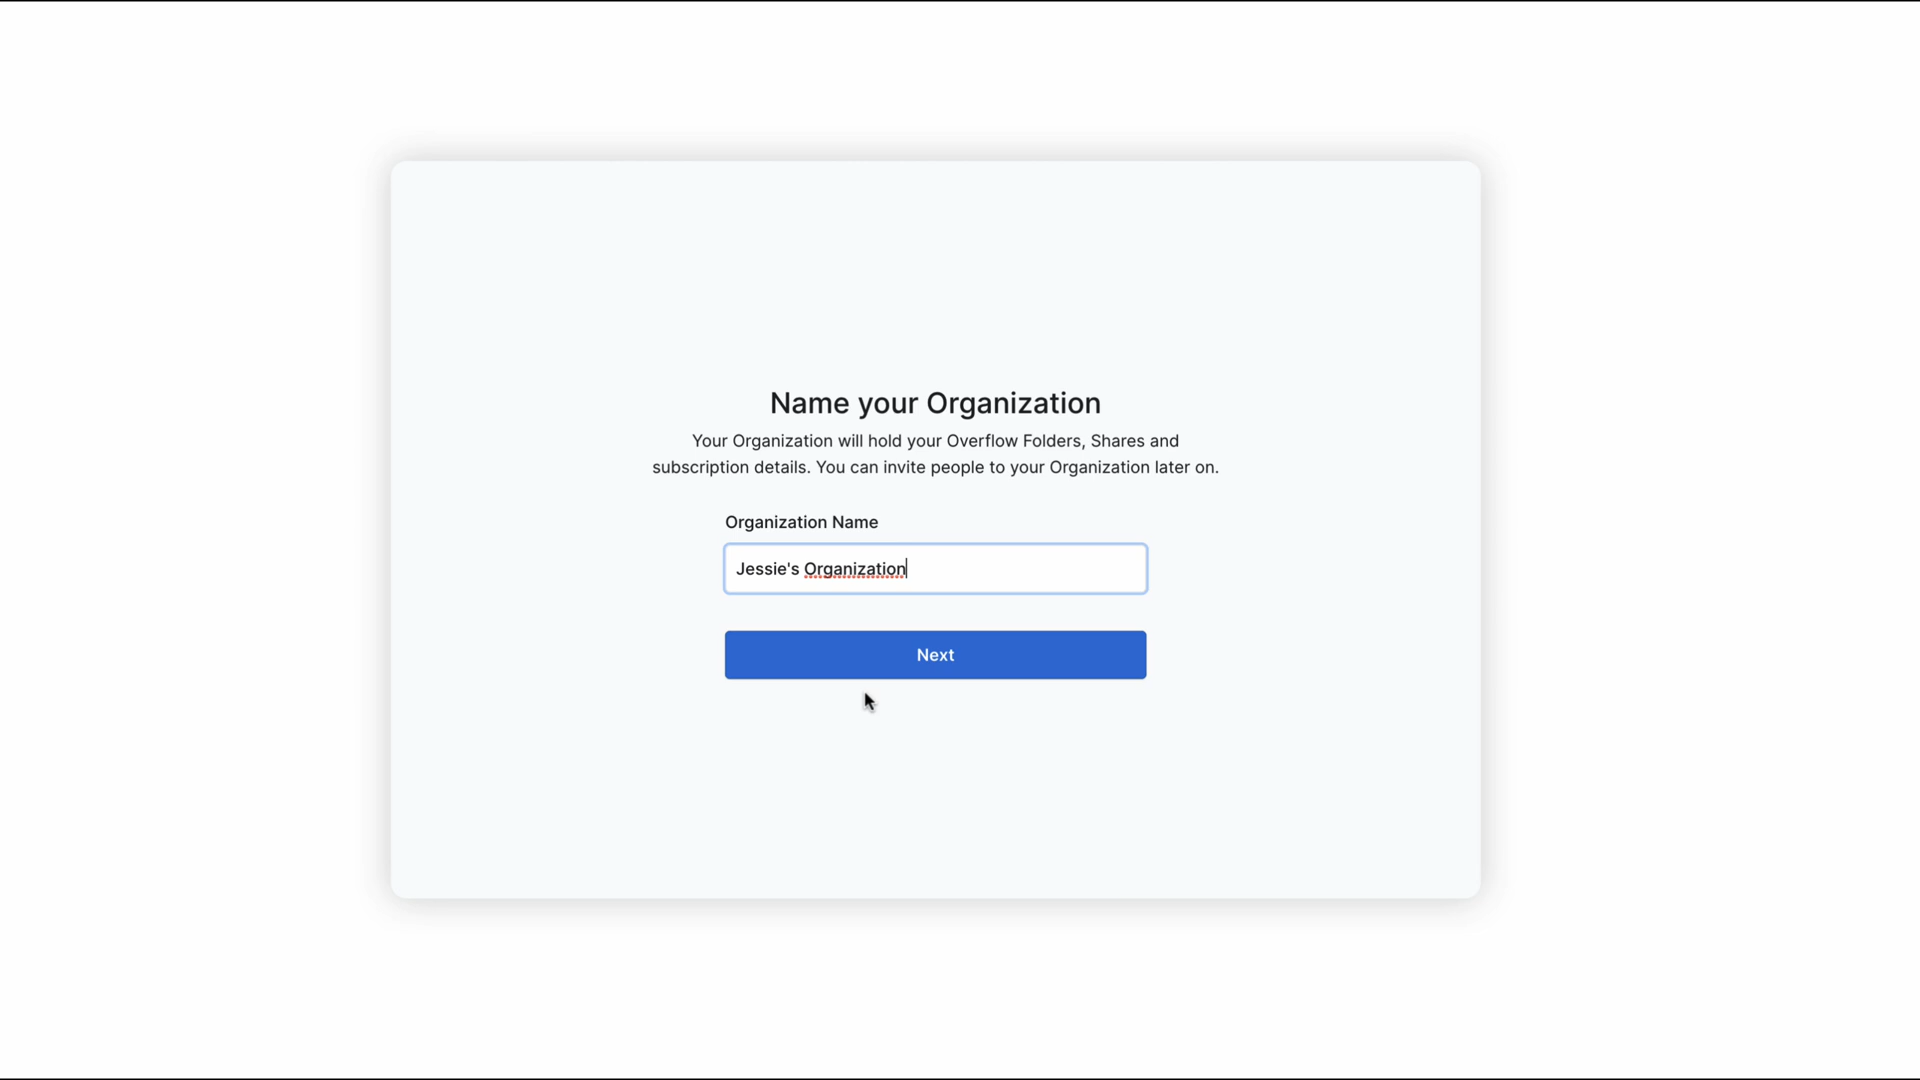 Name your Organization
Your Organization will hold your Overflow Folders, Shares and
subscription details. You can invite people to your Organization later on.
Organization Name
Jessie's Organization
Next